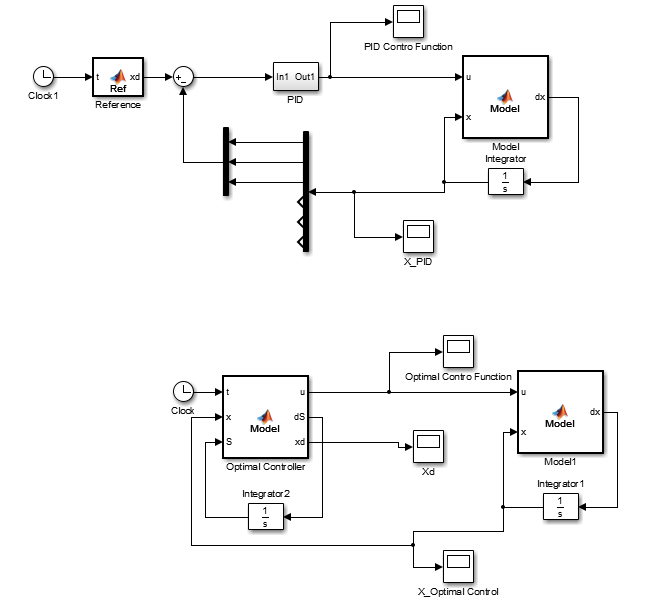 PID Contro Function
Clock1
t
xd
Ref
Reference
+
_
In1
Out1
PID
u
x
dx
Model
Model
Integrator
1
s
X_PID
Optimal Contro Function
Clock
t
x
S
u
dS
xd
Model
Optimal Controller
Xd
u
x
dx
Model
Model1
Integrator2
1
s
Integrator1
1
s
X_Optimal Control